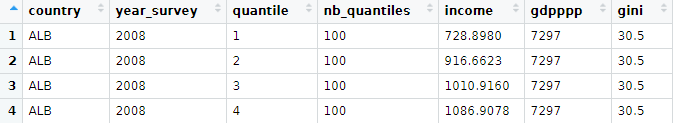 country year_survey quantile nb_quantiles income gdpppp gini
1 ALB 2008 1 100 728.8980 7297 30.5
2 ALB 2008 2 100 916.6623 7297 30.5
3 ALB 2008 3 100 1010.9160 7297 30.5
4 ALB 2008 4 100 1086.9078 7297 30.5